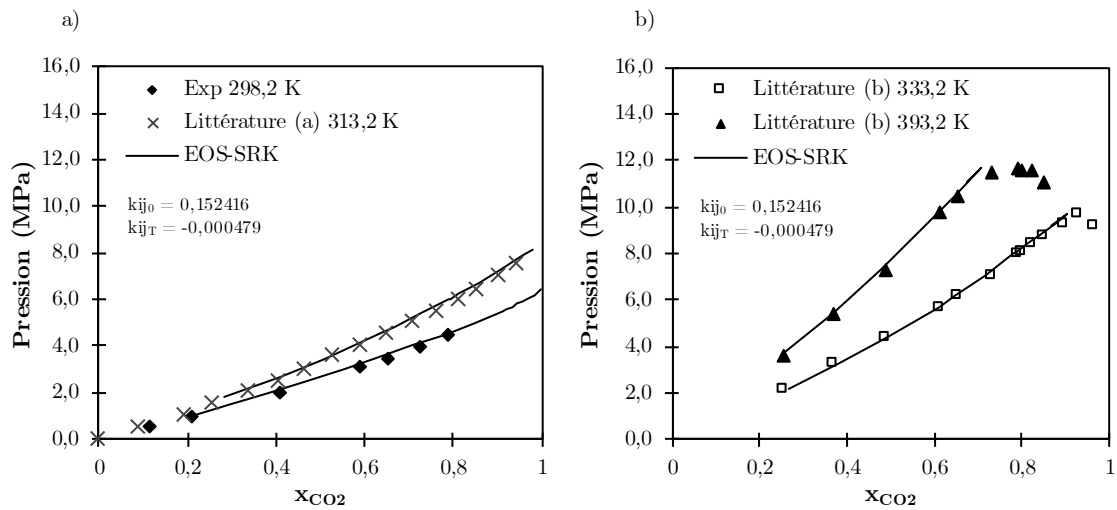 a)
Pression (MPa)
16,0
14,0
12,0
10,0
8,0
6,0
4,0
2,0
0,0
Exp 298,2 K
Littérature (a) 313,2 K
EOS-SRK
kij₀ = 0,152416
kij_T = -0,000479
0 0,2 0,4 0,6 0,8 1
x_CO2
b)
Pression (MPa)
16,0
14,0
12,0
10,0
8,0
6,0
4,0
2,0
0,0
Littérature (b) 333,2 K
Littérature (b) 393,2 K
EOS-SRK
kij₀ = 0,152416
kij_T = -0,000479
0 0,2 0,4 0,6 0,8 1
x_CO2